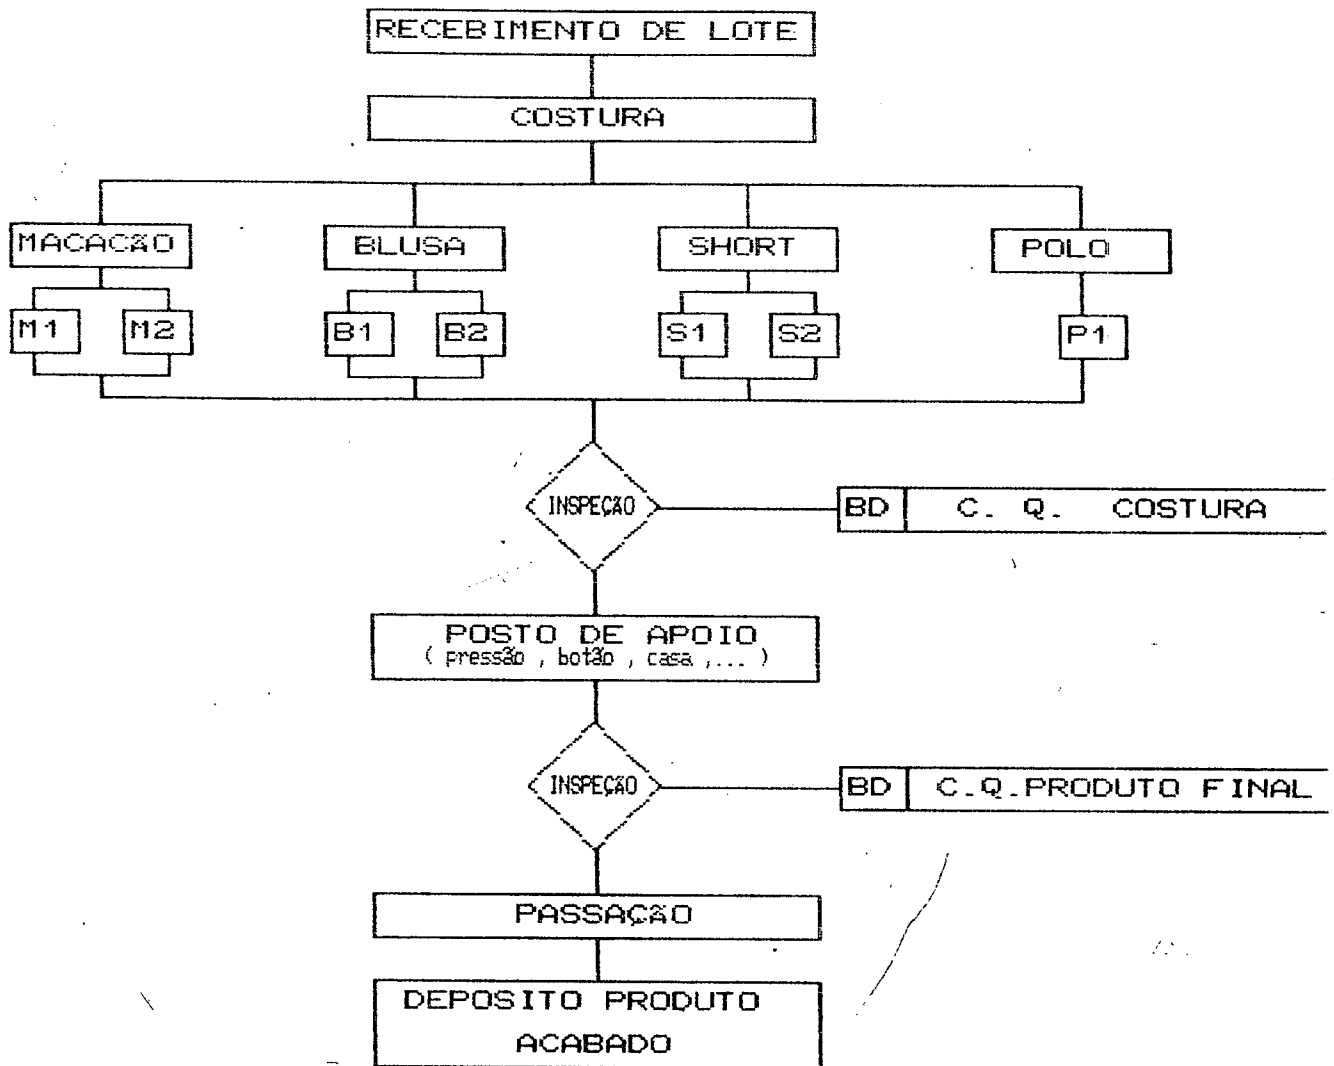 RECEBIMENTO DE LOTE
COSTURA
MACACÃO BLUSA SHORT POLO
M1 M2 B1 B2 S1 S2 P1
INSPEÇÃO BD C. Q. COSTURA
POSTO DE APOIO
( pressão , botão , casa ,... )
INSPEÇÃO BD C.Q.PRODUTO FINAL
PASSAÇÃO
DEPOSITO PRODUTO
ACABADO